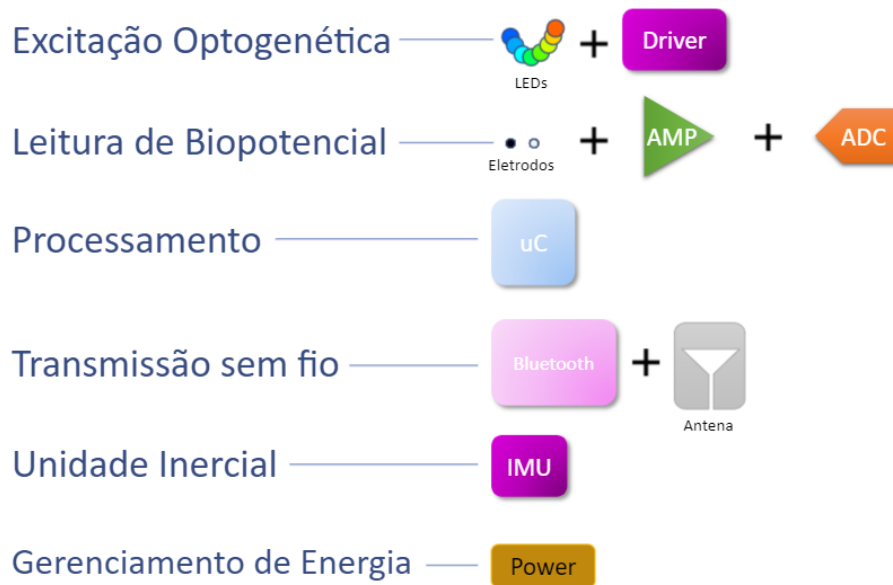 Excitação Optogenética
LEDs
+
Driver
Leitura de Biopotencial
Eletrodos
+
AMP
+
ADC
Processamento
uC
Transmissão sem fio
Bluetooth
+
Antena
Unidade Inercial
IMU
Gerenciamento de Energia
Power